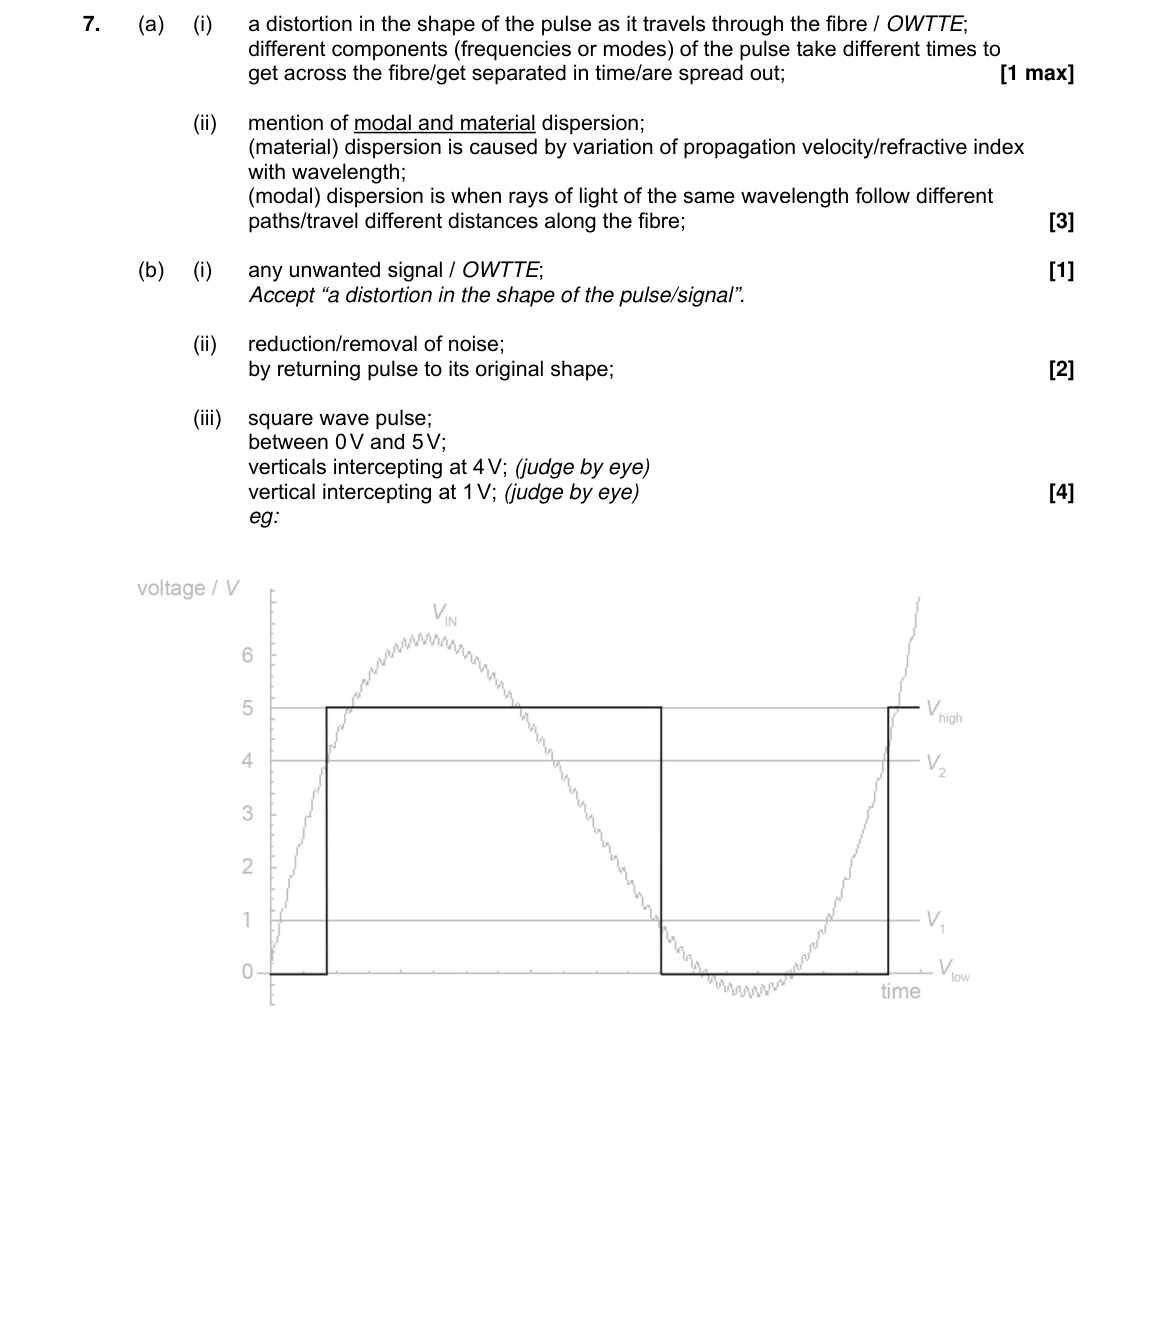 7. (a) (i) a distortion in the shape of the pulse as it travels through the fibre / OWTTE;
different components (frequencies or modes) of the pulse take different times to
get across the fibre/get separated in time/are spread out; [1 max]
(ii) mention of modal and material dispersion;
(material) dispersion is caused by variation of propagation velocity/refractive index
with wavelength;
(modal) dispersion is when rays of light of the same wavelength follow different
paths/travel different distances along the fibre; [3]
(b) (i) any unwanted signal / OWTTE; [1]
Accept “a distortion in the shape of the pulse/signal”.
(ii) reduction/removal of noise;
by returning pulse to its original shape; [2]
(iii) square wave pulse;
between 0 V and 5 V;
verticals intercepting at 4 V; (judge by eye)
vertical intercepting at 1 V; (judge by eye) [4]
eg:
voltage / V
V IN
6
5 V high
4 V 2
3
2
1 V 1
0 V low
time